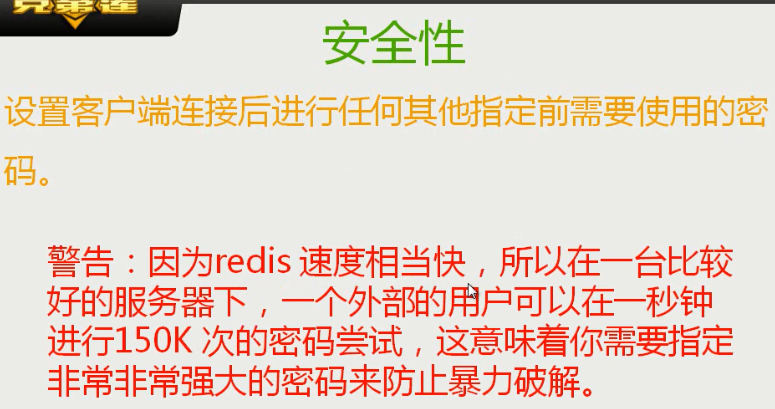 兄弟连
安全性
设置客户端连接后进行任何其他指定前需要使用的密
码。
警告：因为redis 速度相当快，所以在一台比较
好的服务器下，一个外部的用户可以在一秒钟
进行150K 次的密码尝试，这意味着你需要指定
非常非常强大的密码来防止暴力破解。